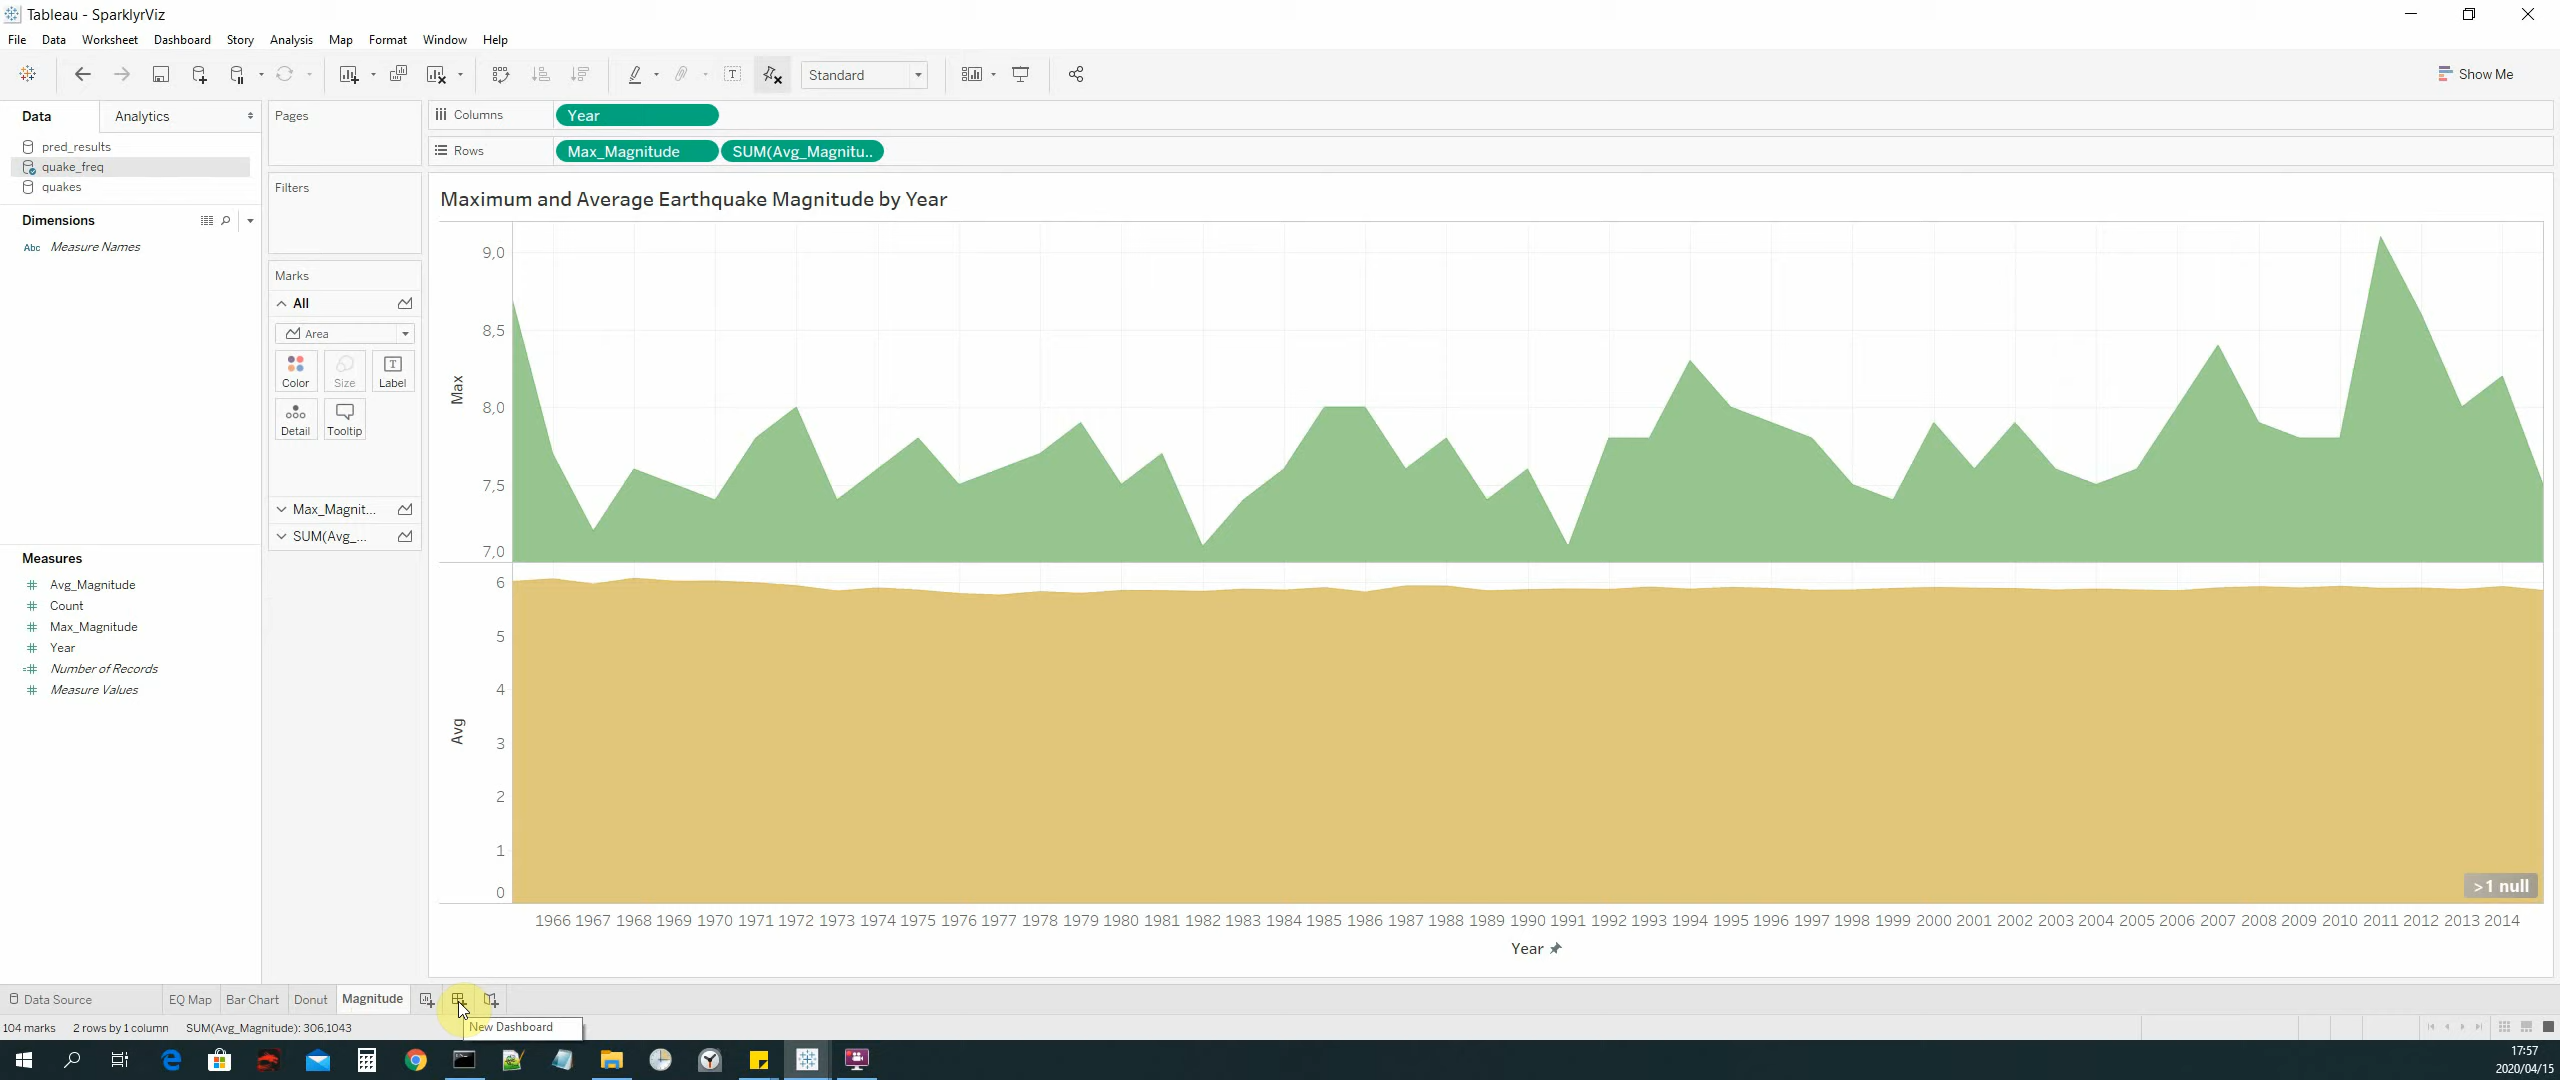 Tableau - SparklyrViz
File Data Worksheet Dashboard Story Analysis Map Format Window Help
Standard
Show Me
Data Analytics
pred_results
quake_freq
quakes
Dimensions
Abc Measure Names
Measures
Avg_Magnitude
Count
Max_Magnitude
Year
Number of Records
Measure Values
Pages
Filters
Marks
All
Area
Color Size Label
Detail Tooltip
Max_Magnit...
SUM(Avg_...
Columns Year
Rows Max_Magnitude SUM(Avg_Magnitu..
Maximum and Average Earthquake Magnitude by Year
9,0
8,5
8,0
7,5
7,0
Max
6
5
4
3
2
1
0
Avg
>1 null
1966 1967 1968 1969 1970 1971 1972 1973 1974 1975 1976 1977 1978 1979 1980 1981 1982 1983 1984 1985 1986 1987 1988 1989 1990 1991 1992 1993 1994 1995 1996 1997 1998 1999 2000 2001 2002 2003 2004 2005 2006 2007 2008 2009 2010 2011 2012 2013 2014
Year
Data Source EQ Map Bar Chart Donut Magnitude
New Dashboard
104 marks 2 rows by 1 column SUM(Avg_Magnitude): 306,1043
17:57
2020/04/15